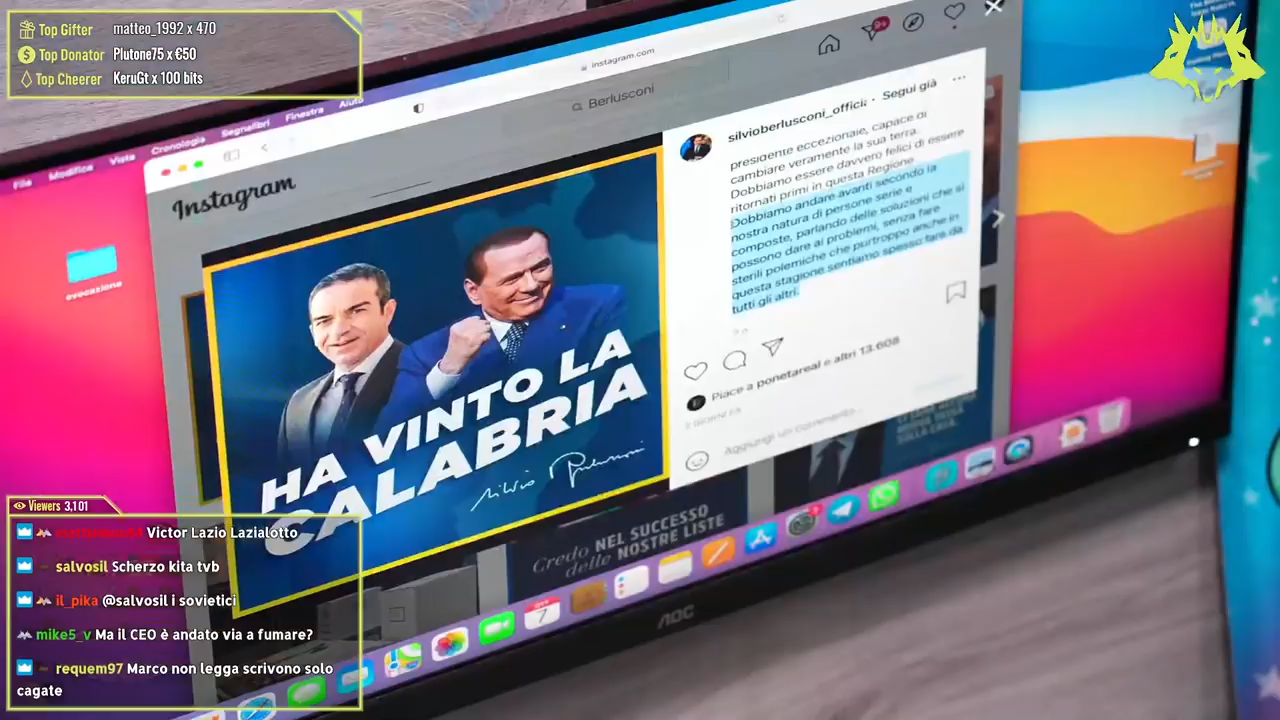 Top Gifter matteo_1992 x 470
Top Donator Plutone75 x €50
Top Cheerer KeruGt x 100 bits
File Modifica Vista Cronologia Segnalibri Finestra Aiuto
instagram.com
Berlusconi
9+
Instagram
silvioberlusconi_offici: • Segui già
presidente eccezionale, capace di
cambiare veramente la sua terra.
Dobbiamo essere davvero felici di essere
ritornati primi in questa Regione
Dobbiamo andare avanti secondo la
nostra natura di persone serie e
composte, parlando delle soluzioni che si
possono dare ai problemi, senza fare
sterili polemiche che purtroppo anche in
questa stagione sentiamo spesso fare da
tutti gli altri.
Piace a ponetareal e altri 13.608
Aggiungi un commento...
evocazione
HA VINTO LA
CALABRIA
Silvio Berlusconi
Credo NEL SUCCESSO
delle NOSTRE LISTE
7
AOC
Viewers 3,101
Victor Lazio Lazialotto
salvosil Scherzo kita tvb
il_pika @salvosil i sovietici
mike5_v Ma il CEO è andato via a fumare?
requem97 Marco non legga scrivono solo
cagate